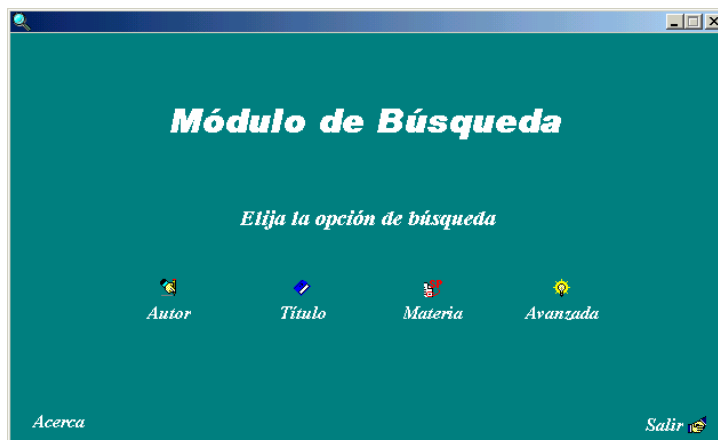 Módulo de Búsqueda
Elija la opción de búsqueda
Autor Título Materia Avanzada
Acerca Salir